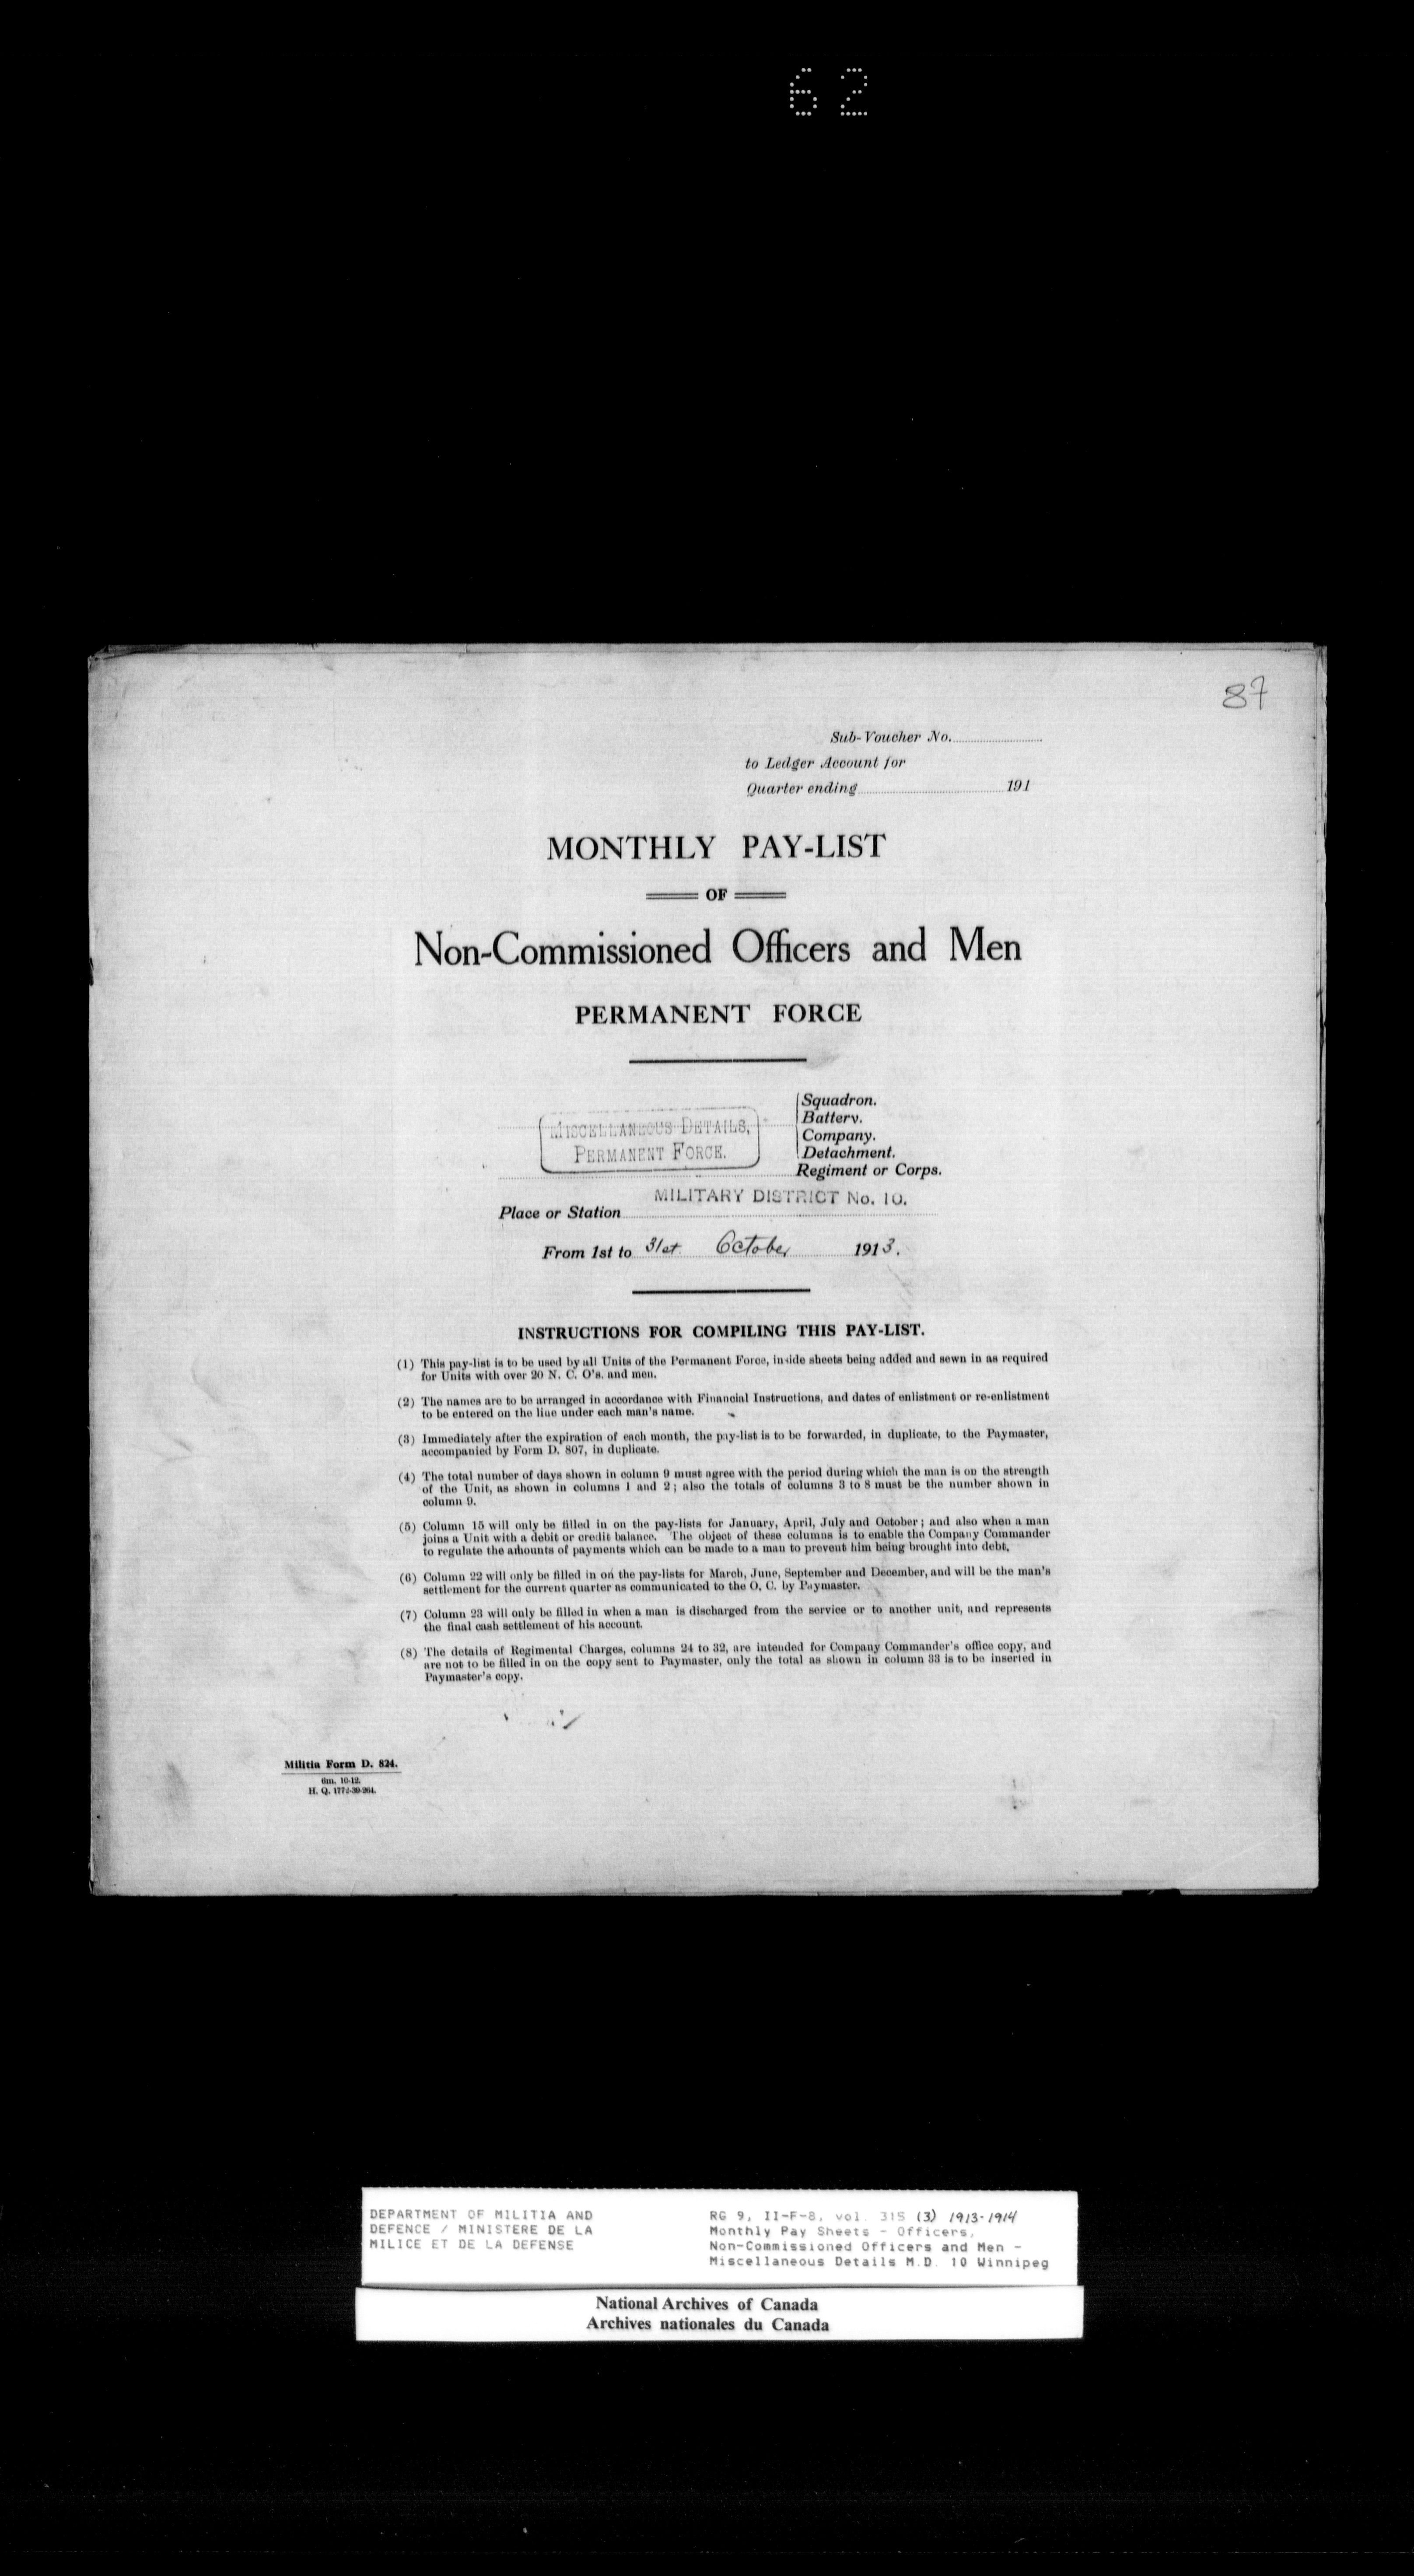 62
87
Sub-Voucher No.
to Ledger Account for
Quarter ending 191
MONTHLY PAY-LIST
OF
Non-Commissioned Officers and Men
PERMANENT FORCE
MISCELLANEOUS DETAILS,
PERMANENT FORCE.
Squadron.
Battery.
Company.
Detachment.
Regiment or Corps.
MILITARY DISTRICT No. 10.
Place or Station
From 1st to 31st October 1913.
INSTRUCTIONS FOR COMPILING THIS PAY-LIST.
(1) This pay-list is to be used by all Units of the Permanent Force, inside sheets being added and sewn in as required
for Units with over 20 N. C. O's. and men.
(2) The names are to be arranged in accordance with Financial Instructions, and dates of enlistment or re-enlistment
to be entered on the line under each man's name.
(3) Immediately after the expiration of each month, the pay-list is to be forwarded, in duplicate, to the Paymaster,
accompanied by Form D. 807, in duplicate.
(4) The total number of days shown in column 9 must agree with the period during which the man is on the strength
of the Unit, as shown in columns 1 and 2; also the totals of columns 3 to 8 must be the number shown in
column 9.
(5) Column 15 will only be filled in on the pay-lists for January, April, July and October; and also when a man
joins a Unit with a debit or credit balance. The object of these columns is to enable the Company Commander
to regulate the amounts of payments which can be made to a man to prevent him being brought into debt.
(6) Column 22 will only be filled in on the pay-lists for March, June, September and December, and will be the man's
settlement for the current quarter as communicated to the O. C. by Paymaster.
(7) Column 23 will only be filled in when a man is discharged from the service or to another unit, and represents
the final cash settlement of his account.
(8) The details of Regimental Charges, columns 24 to 32, are intended for Company Commander's office copy, and
are not to be filled in on the copy sent to Paymaster, only the total as shown in column 33 is to be inserted in
Paymaster's copy.
Militia Form D. 824.
6m. 10-12.
H. Q. 1772-39-264.
DEPARTMENT OF MILITIA AND
DEFENCE / MINISTERE DE LA
MILICE ET DE LA DEFENSE
RG 9, II-F-8, vol. 315 (3) 1913-1914
Monthly Pay Sheets - Officers,
Non-Commissioned Officers and Men -
Miscellaneous Details M.D. 10 Winnipeg
National Archives of Canada
Archives nationales du Canada